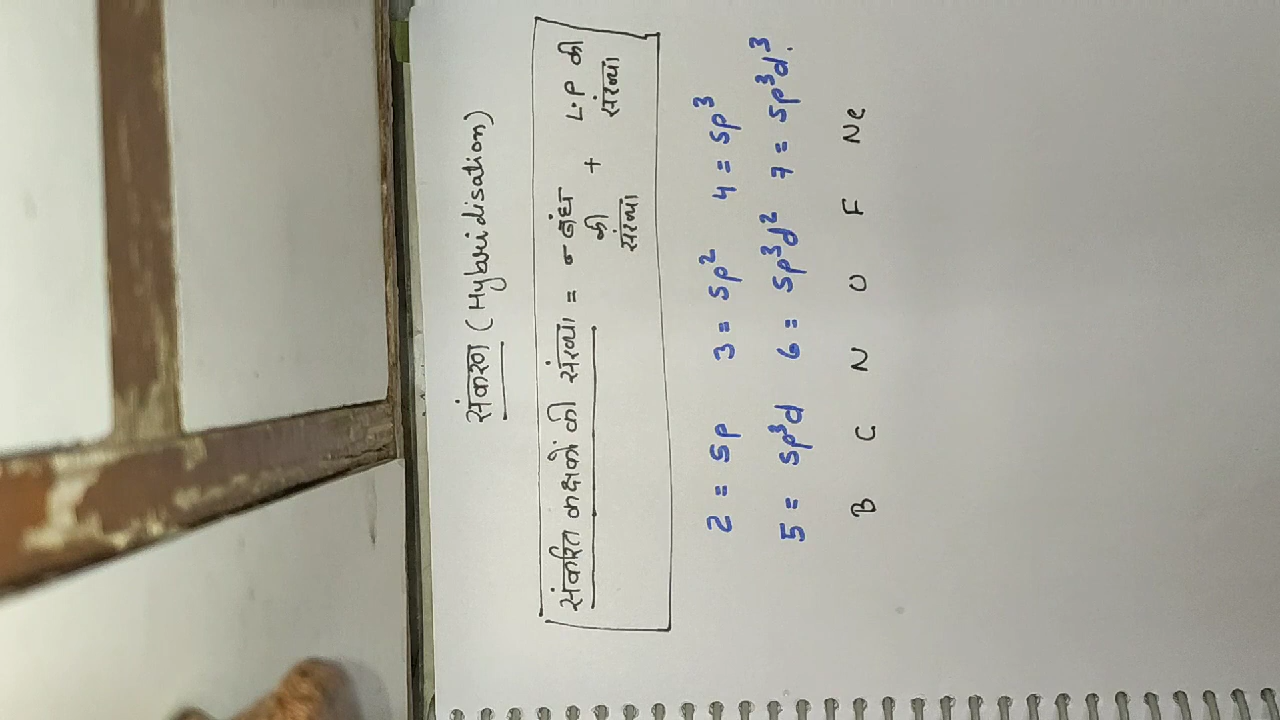 संकरण (Hybridisation)
संकरित कक्षकों की संख्या = σ बंध की संख्या + L.P की संख्या
2 = sp 3 = sp² 4 = sp³
5 = sp³d 6 = sp³d² 7 = sp³d³.
B C N O F Ne